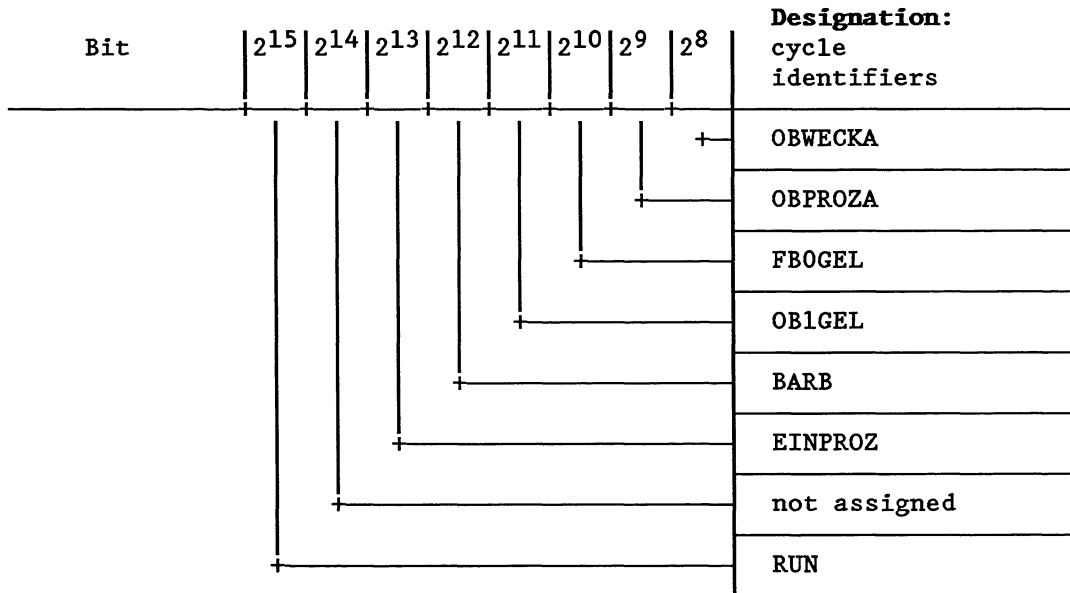 Designation:
Bit 2^15 2^14 2^13 2^12 2^11 2^10 2^9 2^8 cycle
identifiers
OBWECKA
OBPROZA
FB0GEL
OB1GEL
BARB
EINPROZ
not assigned
RUN